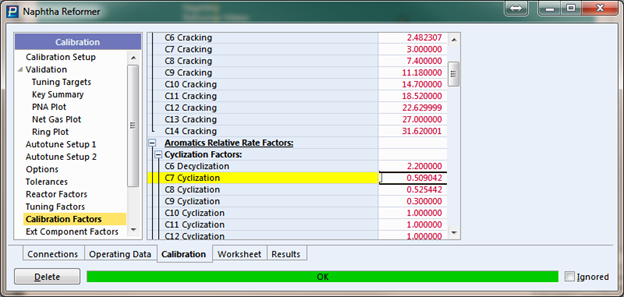 Naphtha Reformer
Calibration
Calibration Setup
Validation
Tuning Targets
Key Summary
PNA Plot
Net Gas Plot
Ring Plot
Autotune Setup 1
Autotune Setup 2
Options
Tolerances
Reactor Factors
Tuning Factors
Calibration Factors
Ext Component Factors
C6 Cracking 2.482307
C7 Cracking 3.000000
C8 Cracking 7.400000
C9 Cracking 11.180000
C10 Cracking 14.700000
C11 Cracking 18.520000
C12 Cracking 22.629999
C13 Cracking 27.000000
C14 Cracking 31.620001
Aromatics Relative Rate Factors:
Cyclization Factors:
C6 Decyclization 2.200000
C7 Cyclization 0.509042
C8 Cyclization 0.525442
C9 Cyclization 0.300000
C10 Cyclization 1.000000
C11 Cyclization 1.000000
C12 Cyclization 1.000000
Connections Operating Data Calibration Worksheet Results
Delete OK Ignored